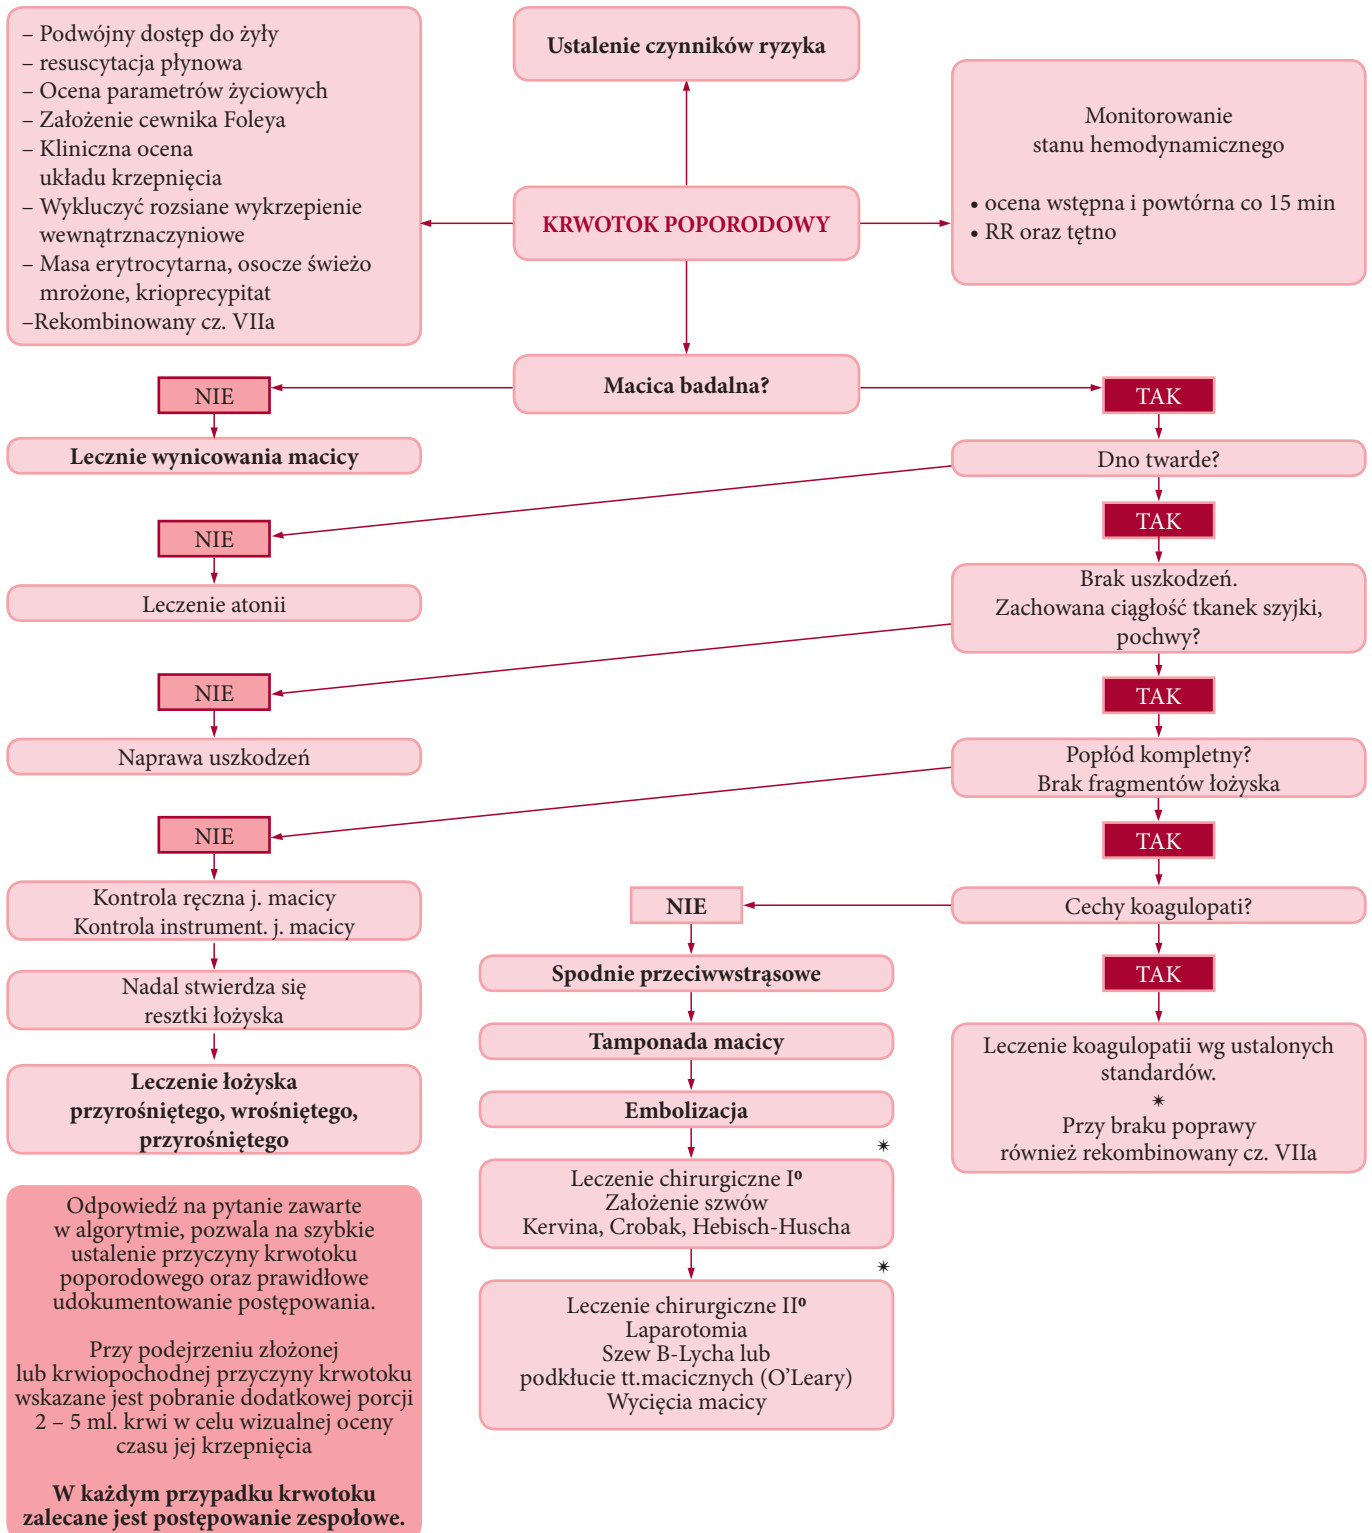 – Podwójny dostęp do żyły
– resuscytacja płynowa
– Ocena parametrów życiowych
– Założenie cewnika Foleya
– Kliniczna ocena
układu krzepnięcia
– Wykluczyć rozsiane wykrzepienie
wewnątrznaczyniowe
– Masa erytrocytarna, osocze świeżo
mrożone, krioprecypitat
–Rekombinowany cz. VIIa
Ustalenie czynników ryzyka
Monitorowanie
stanu hemodynamicznego
• ocena wstępna i powtórna co 15 min
• RR oraz tętno
KRWOTOK POPORODOWY
Macica badalna?
NIE
Lecznie wynicowania macicy
TAK
Dno twarde?
NIE
Leczenie atonii
TAK
Brak uszkodzeń.
Zachowana ciągłość tkanek szyjki,
pochwy?
NIE
Naprawa uszkodzeń
TAK
Popłód kompletny?
Brak fragmentów łożyska
NIE
Kontrola ręczna j. macicy
Kontrola instrument. j. macicy
Nadal stwierdza się
resztki łożyska
Leczenie łożyska
przyrośniętego, wrośniętego,
przyrośniętego
TAK
Cechy koagulopati?
NIE
Spodnie przeciwwstrąsowe
Tamponada macicy
Embolizacja
✴
Leczenie chirurgiczne Iº
Założenie szwów
Kervina, Crobak, Hebisch-Huscha
✴
Leczenie chirurgiczne IIº
Laparotomia
Szew B-Lycha lub
podkłucie tt.macicznych (O’Leary)
Wycięcia macicy
TAK
Leczenie koagulopatii wg ustalonych
standardów.
✴
Przy braku poprawy
również rekombinowany cz. VIIa
Odpowiedź na pytanie zawarte
w algorytmie, pozwala na szybkie
ustalenie przyczyny krwotoku
poporodowego oraz prawidłowe
udokumentowanie postępowania.
Przy podejrzeniu złożonej
lub krwiopochodnej przyczyny krwotoku
wskazane jest pobranie dodatkowej porcji
2 – 5 ml. krwi w celu wizualnej oceny
czasu jej krzepnięcia
W każdym przypadku krwotoku
zalecane jest postępowanie zespołowe.